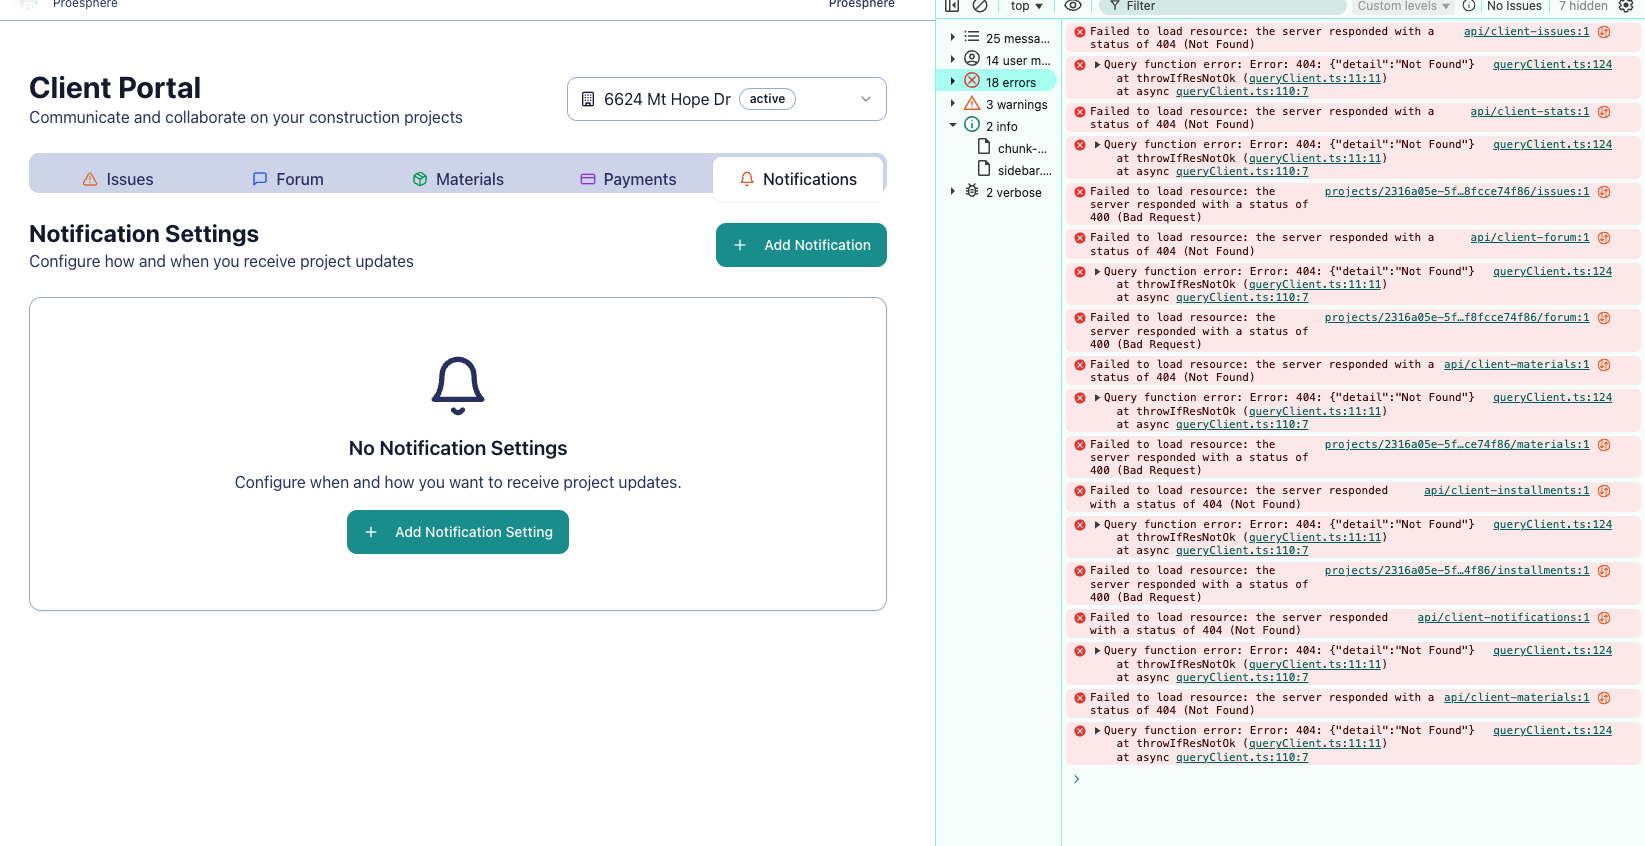 Proesphere
Proesphere
Client Portal
Communicate and collaborate on your construction projects
6624 Mt Hope Dr active
Issues Forum Materials Payments Notifications
Notification Settings
Configure how and when you receive project updates
+ Add Notification
No Notification Settings
Configure when and how you want to receive project updates.
+ Add Notification Setting
top Filter Custom levels No Issues 7 hidden
25 messa...
14 user m...
18 errors
3 warnings
2 info
chunk-...
sidebar....
2 verbose
Failed to load resource: the server responded with a api/client-issues:1
status of 404 (Not Found)
Query function error: Error: 404: {"detail":"Not Found"} queryClient.ts:124
at throwIfResNotOk (queryClient.ts:11:11)
at async queryClient.ts:110:7
Failed to load resource: the server responded with a api/client-stats:1
status of 404 (Not Found)
Query function error: Error: 404: {"detail":"Not Found"} queryClient.ts:124
at throwIfResNotOk (queryClient.ts:11:11)
at async queryClient.ts:110:7
Failed to load resource: the projects/2316a05e-5f…8fcce74f86/issues:1
server responded with a status of
400 (Bad Request)
Failed to load resource: the server responded with a api/client-forum:1
status of 404 (Not Found)
Query function error: Error: 404: {"detail":"Not Found"} queryClient.ts:124
at throwIfResNotOk (queryClient.ts:11:11)
at async queryClient.ts:110:7
Failed to load resource: the projects/2316a05e-5f…f8fcce74f86/forum:1
server responded with a status of
400 (Bad Request)
Failed to load resource: the server responded with a api/client-materials:1
status of 404 (Not Found)
Query function error: Error: 404: {"detail":"Not Found"} queryClient.ts:124
at throwIfResNotOk (queryClient.ts:11:11)
at async queryClient.ts:110:7
Failed to load resource: the projects/2316a05e-5f…ce74f86/materials:1
server responded with a status of
400 (Bad Request)
Failed to load resource: the server responded api/client-installments:1
with a status of 404 (Not Found)
Query function error: Error: 404: {"detail":"Not Found"} queryClient.ts:124
at throwIfResNotOk (queryClient.ts:11:11)
at async queryClient.ts:110:7
Failed to load resource: the projects/2316a05e-5f…4f86/installments:1
server responded with a status of
400 (Bad Request)
Failed to load resource: the server responded api/client-notifications:1
with a status of 404 (Not Found)
Query function error: Error: 404: {"detail":"Not Found"} queryClient.ts:124
at throwIfResNotOk (queryClient.ts:11:11)
at async queryClient.ts:110:7
Failed to load resource: the server responded with a api/client-materials:1
status of 404 (Not Found)
Query function error: Error: 404: {"detail":"Not Found"} queryClient.ts:124
at throwIfResNotOk (queryClient.ts:11:11)
at async queryClient.ts:110:7